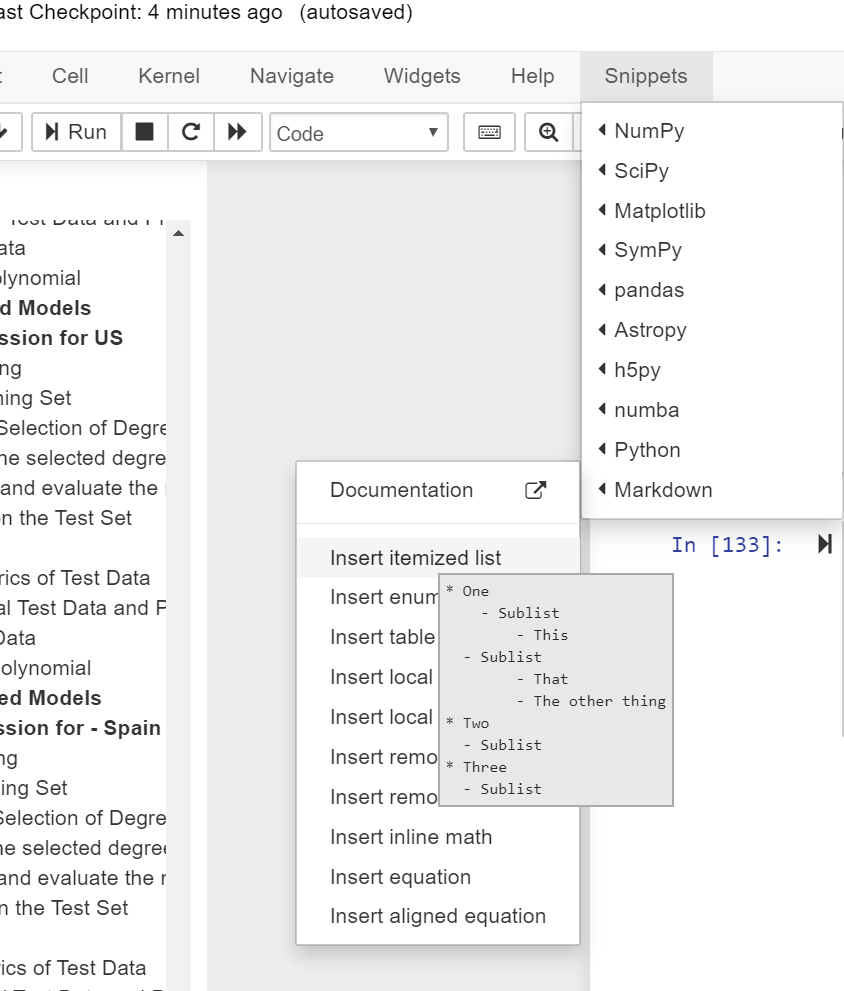 ast Checkpoint: 4 minutes ago (autosaved)
Cell Kernel Navigate Widgets Help Snippets
Run Code
NumPy
SciPy
Matplotlib
SymPy
pandas
Astropy
h5py
numba
Python
Markdown
Test Data and P
ata
olynomial
d Models
ssion for US
ng
ning Set
Selection of Degre
he selected degre
and evaluate the
n the Test Set
rics of Test Data
al Test Data and P
Data
olynomial
ed Models
ssion for - Spain
ng
ing Set
Selection of Degre
he selected degree
and evaluate the r
n the Test Set
ics of Test Data
Documentation
Insert itemized list
Insert enum
Insert table
Insert local
Insert local
Insert remo
Insert remo
Insert inline math
Insert equation
Insert aligned equation
* One
- Sublist
- This
- Sublist
- That
- The other thing
* Two
- Sublist
* Three
- Sublist
In [133]: